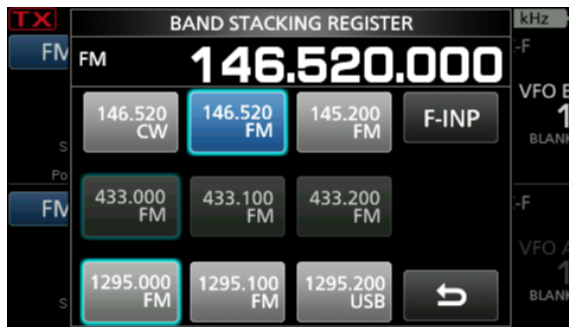 TX
BAND STACKING REGISTER
kHz
FM
FM
146.520.000
-F
VFO
146.520
CW
146.520
FM
145.200
FM
F-INP
1
BLANK
S
Po
433.000
FM
433.100
FM
433.200
FM
FM
-F
VFO A
1
1295.000
FM
1295.100
FM
1295.200
USB
BLANK
S